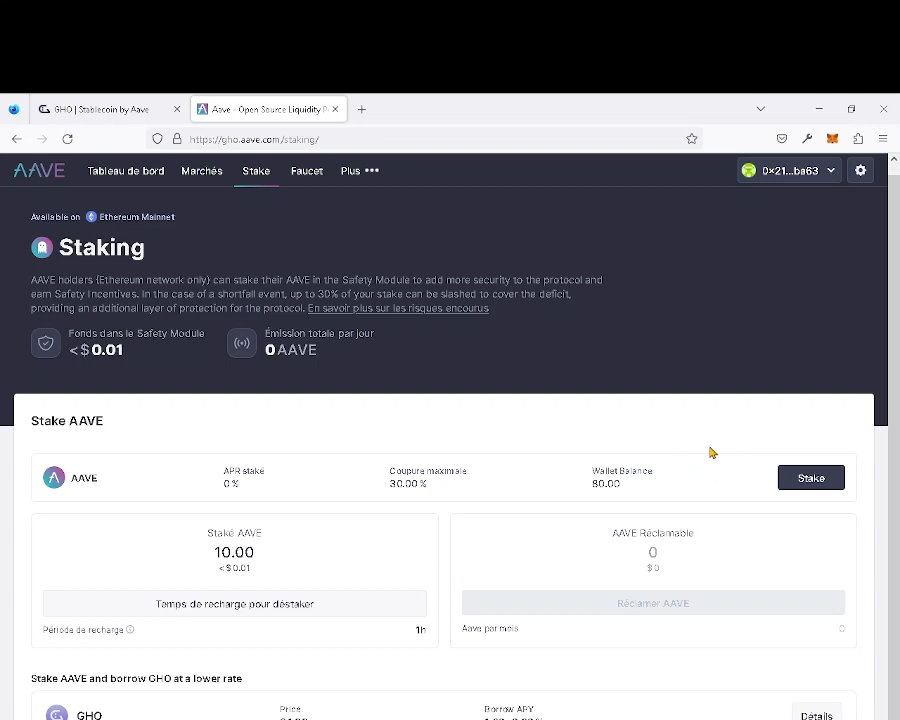 GHO | Stablecoin by Aave
Aave - Open Source Liquidity P
https://gho.aave.com/staking/
AAVE
Tableau de bord
Marchés
Stake
Faucet
Plus
0x21...ba63
Available on
Ethereum Mainnet
Staking
AAVE holders (Ethereum network only) can stake their AAVE in the Safety Module to add more security to the protocol and
earn Safety Incentives. In the case of a shortfall event, up to 30% of your stake can be slashed to cover the deficit,
providing an additional layer of protection for the protocol. En savoir plus sur les risques encourus
Fonds dans le Safety Module
<$0.01
Émission totale par jour
0 AAVE
Stake AAVE
AAVE
APR staké
0 %
Coupure maximale
30.00 %
Wallet Balance
80.00
Stake
Staké AAVE
10.00
<$0.01
Temps de recharge pour déstaker
Période de recharge
1h
AAVE Réclamable
0
$0
Réclamer AAVE
Aave par mois
0
Stake AAVE and borrow GHO at a lower rate
GHO
Price
Borrow APY
Détails